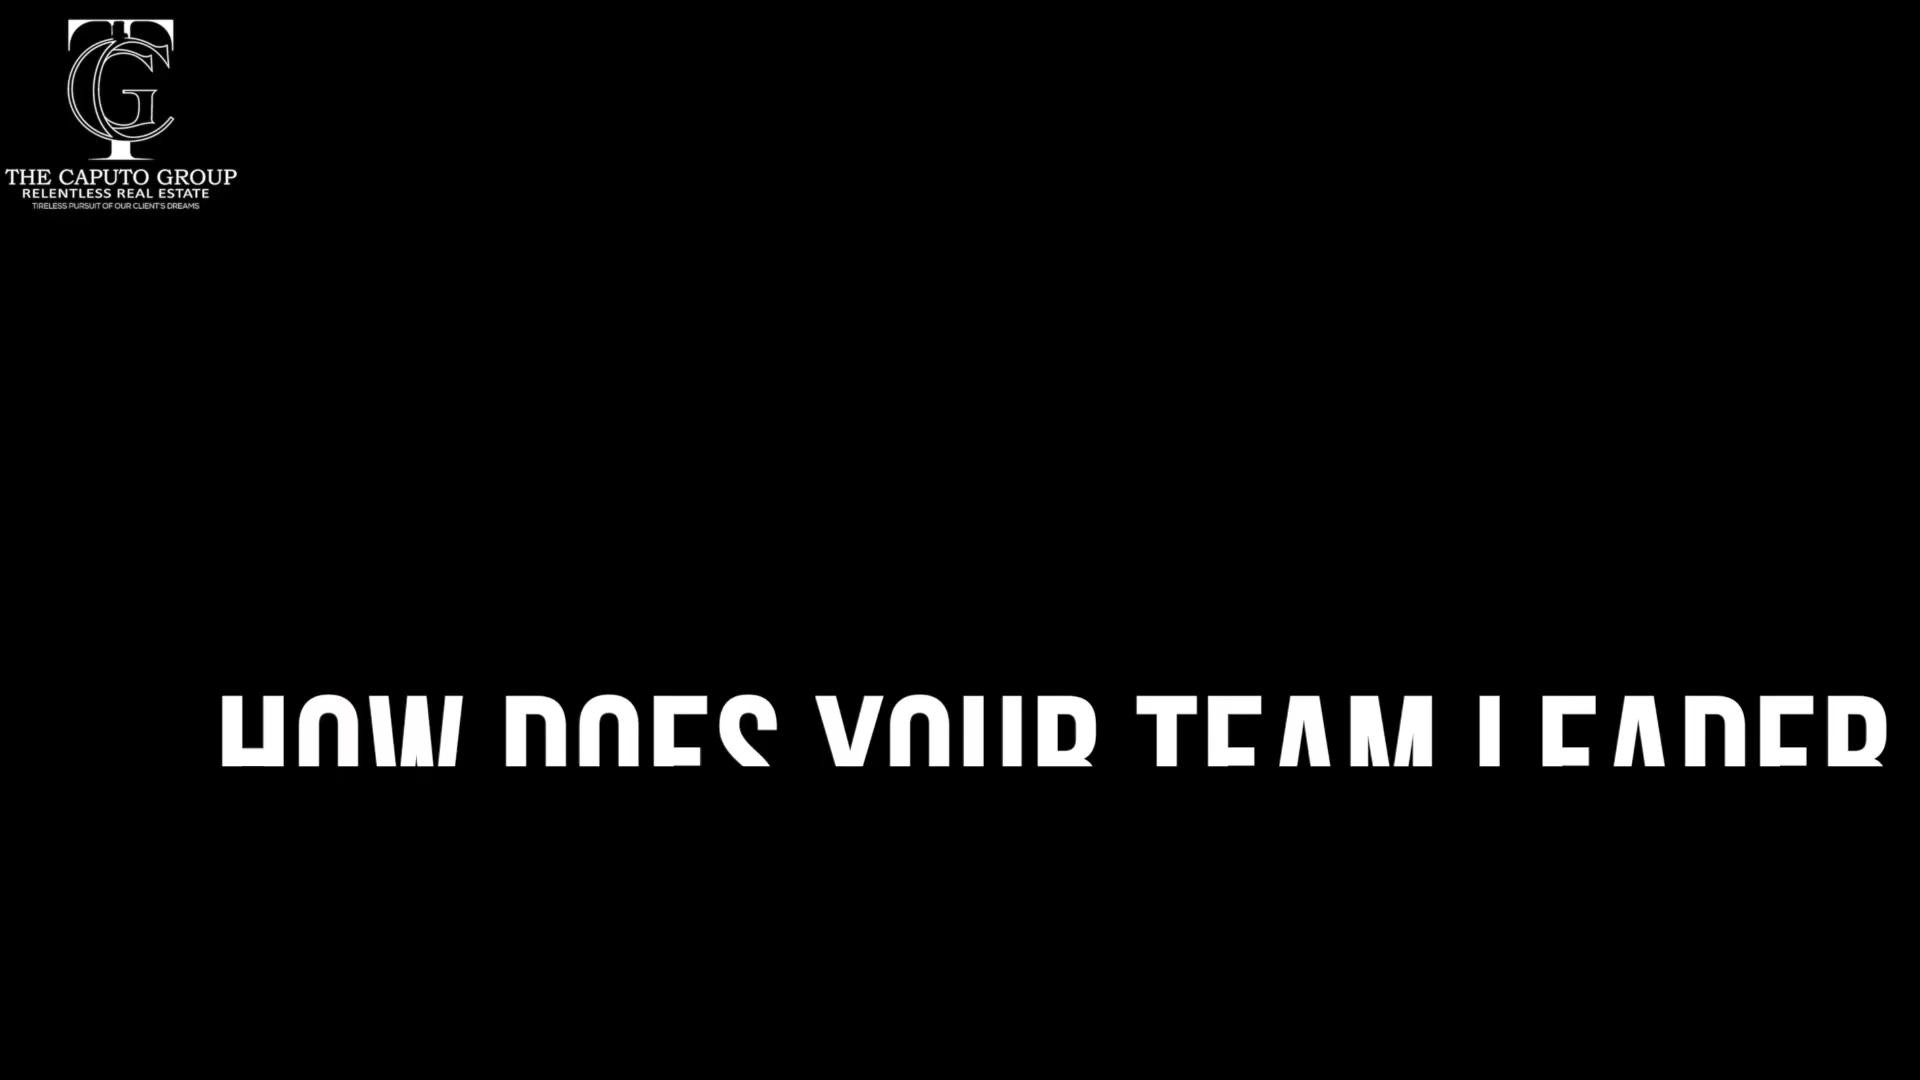 THE CAPUTO GROUP
RELENTLESS REAL ESTATE
TIRELESS PURSUIT OF OUR CLIENT'S DREAMS
HOW DOES YOUR TEAM LEADER